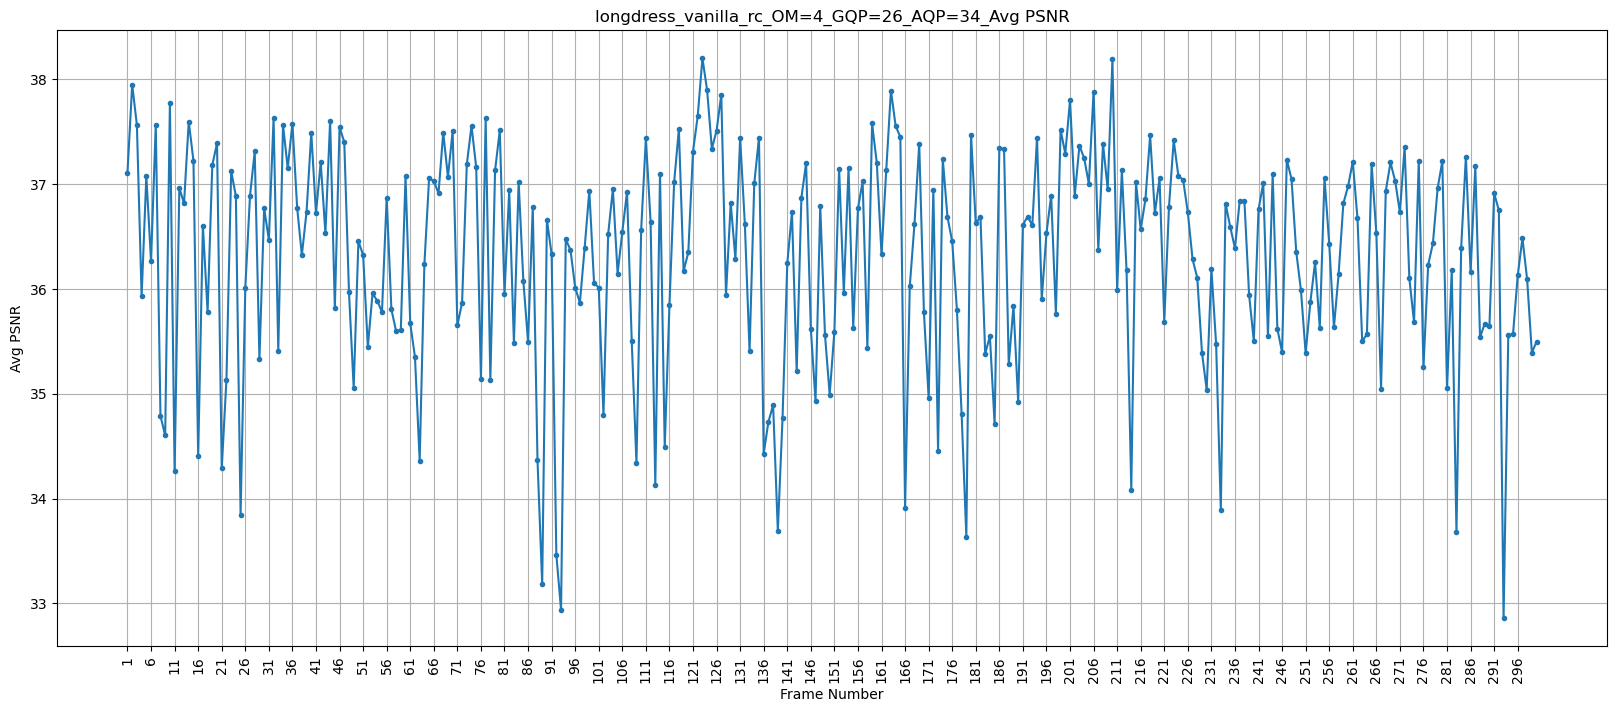 longdress_vanilla_rc_OM=4_GQP=26_AQP=34_Avg PSNR
Avg PSNR
38
37
36
35
34
33
1 6 11 16 21 26 31 36 41 46 51 56 61 66 71 76 81 86 91 96 101 106 111 116 121 126 131 136 141 146 151 156 161 166 171 176 181 186 191 196 201 206 211 216 221 226 231 236 241 246 251 256 261 266 271 276 281 286 291 296
Frame Number